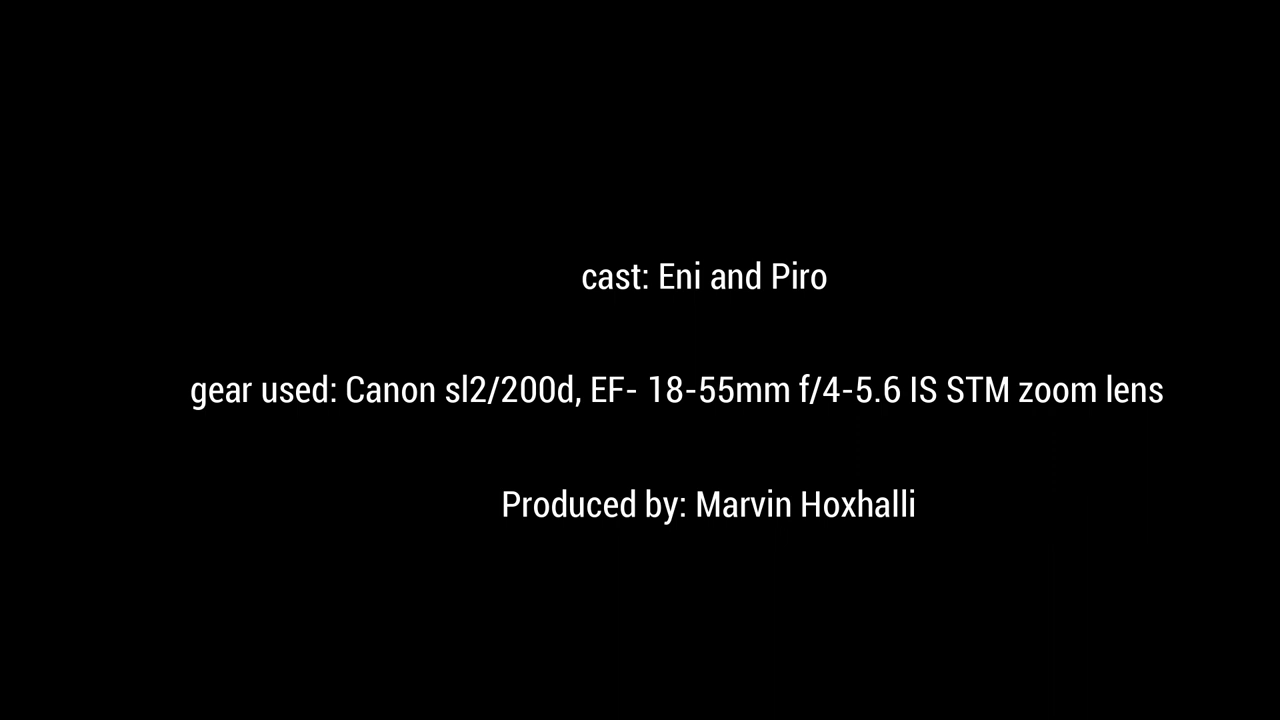 cast: Eni and Piro
gear used: Canon sl2/200d, EF- 18-55mm f/4-5.6 IS STM zoom lens
Produced by: Marvin Hoxhalli